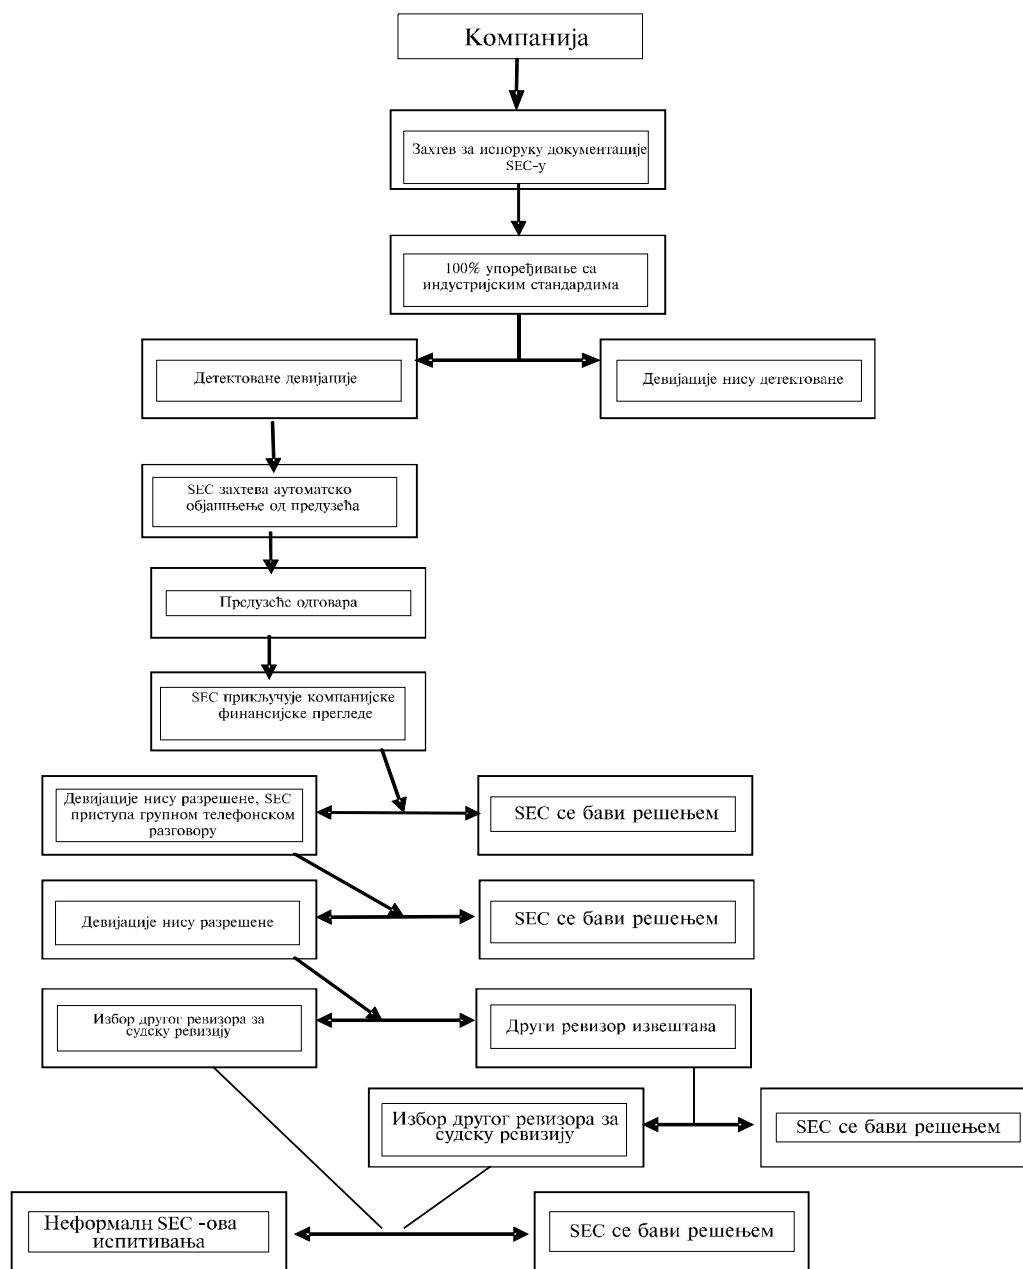 Компанија
Захтев за испоруку документације
SEC-у
100% упоређивање са
индустријским стандардима
Детектоване девијације
Девијације нису детектоване
SEC захтева аутоматско
објашњење од предузећа
Предузеће одговара
SEC прикључује компанијске
финансијске прегледе
Девијације нису разрешене, SEC
приступа групном телефонском
разговору
SEC се бави решењем
Девијације нису разрешене
SEC се бави решењем
Избор другог ревизора за
судску ревизију
Други ревизор извештава
Избор другог ревизора за
судску ревизију
SEC се бави решењем
Неформалн SEC -ова
испитивања
SEC се бави решењем